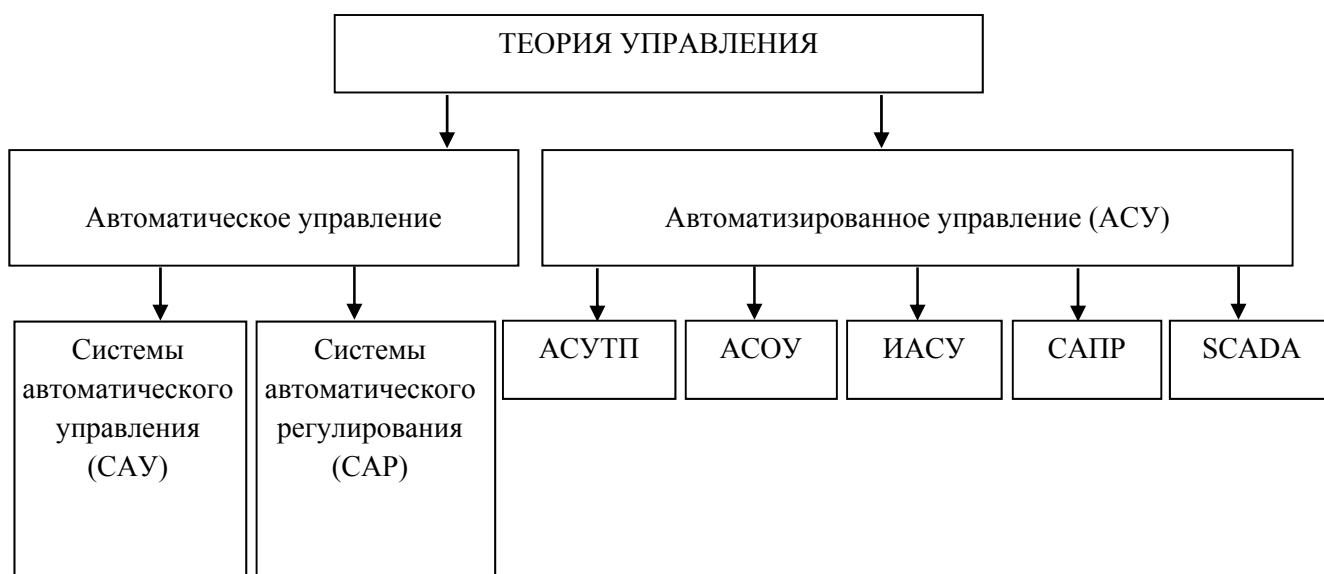 ТЕОРИЯ УПРАВЛЕНИЯ
Автоматическое управление
Автоматизированное управление (АСУ)
Системы
автоматического
управления
(САУ)
Системы
автоматического
регулирования
(САР)
АСУТП
АСОУ
ИАСУ
САПР
SCADA